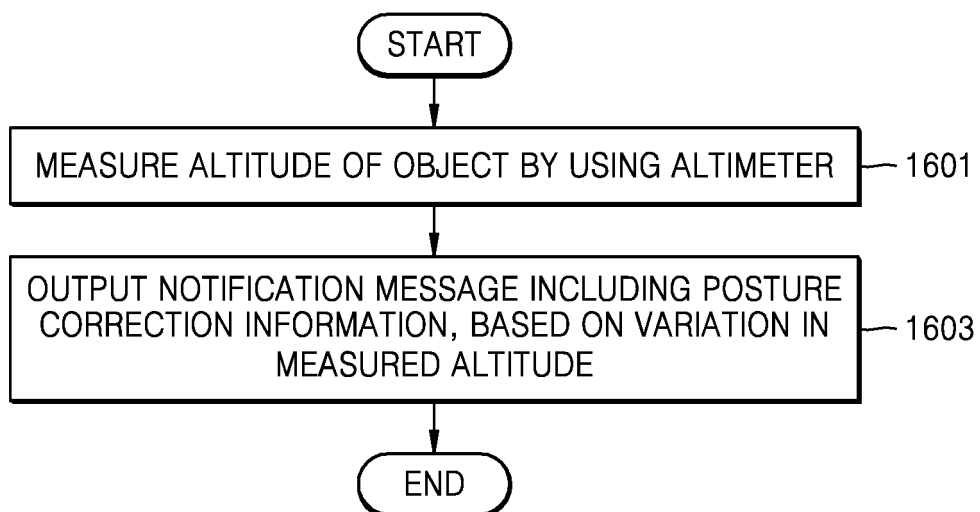 START
MEASURE ALTITUDE OF OBJECT BY USING ALTIMETER
1601
OUTPUT NOTIFICATION MESSAGE INCLUDING POSTURE
CORRECTION INFORMATION, BASED ON VARIATION IN
MEASURED ALTITUDE
1603
END